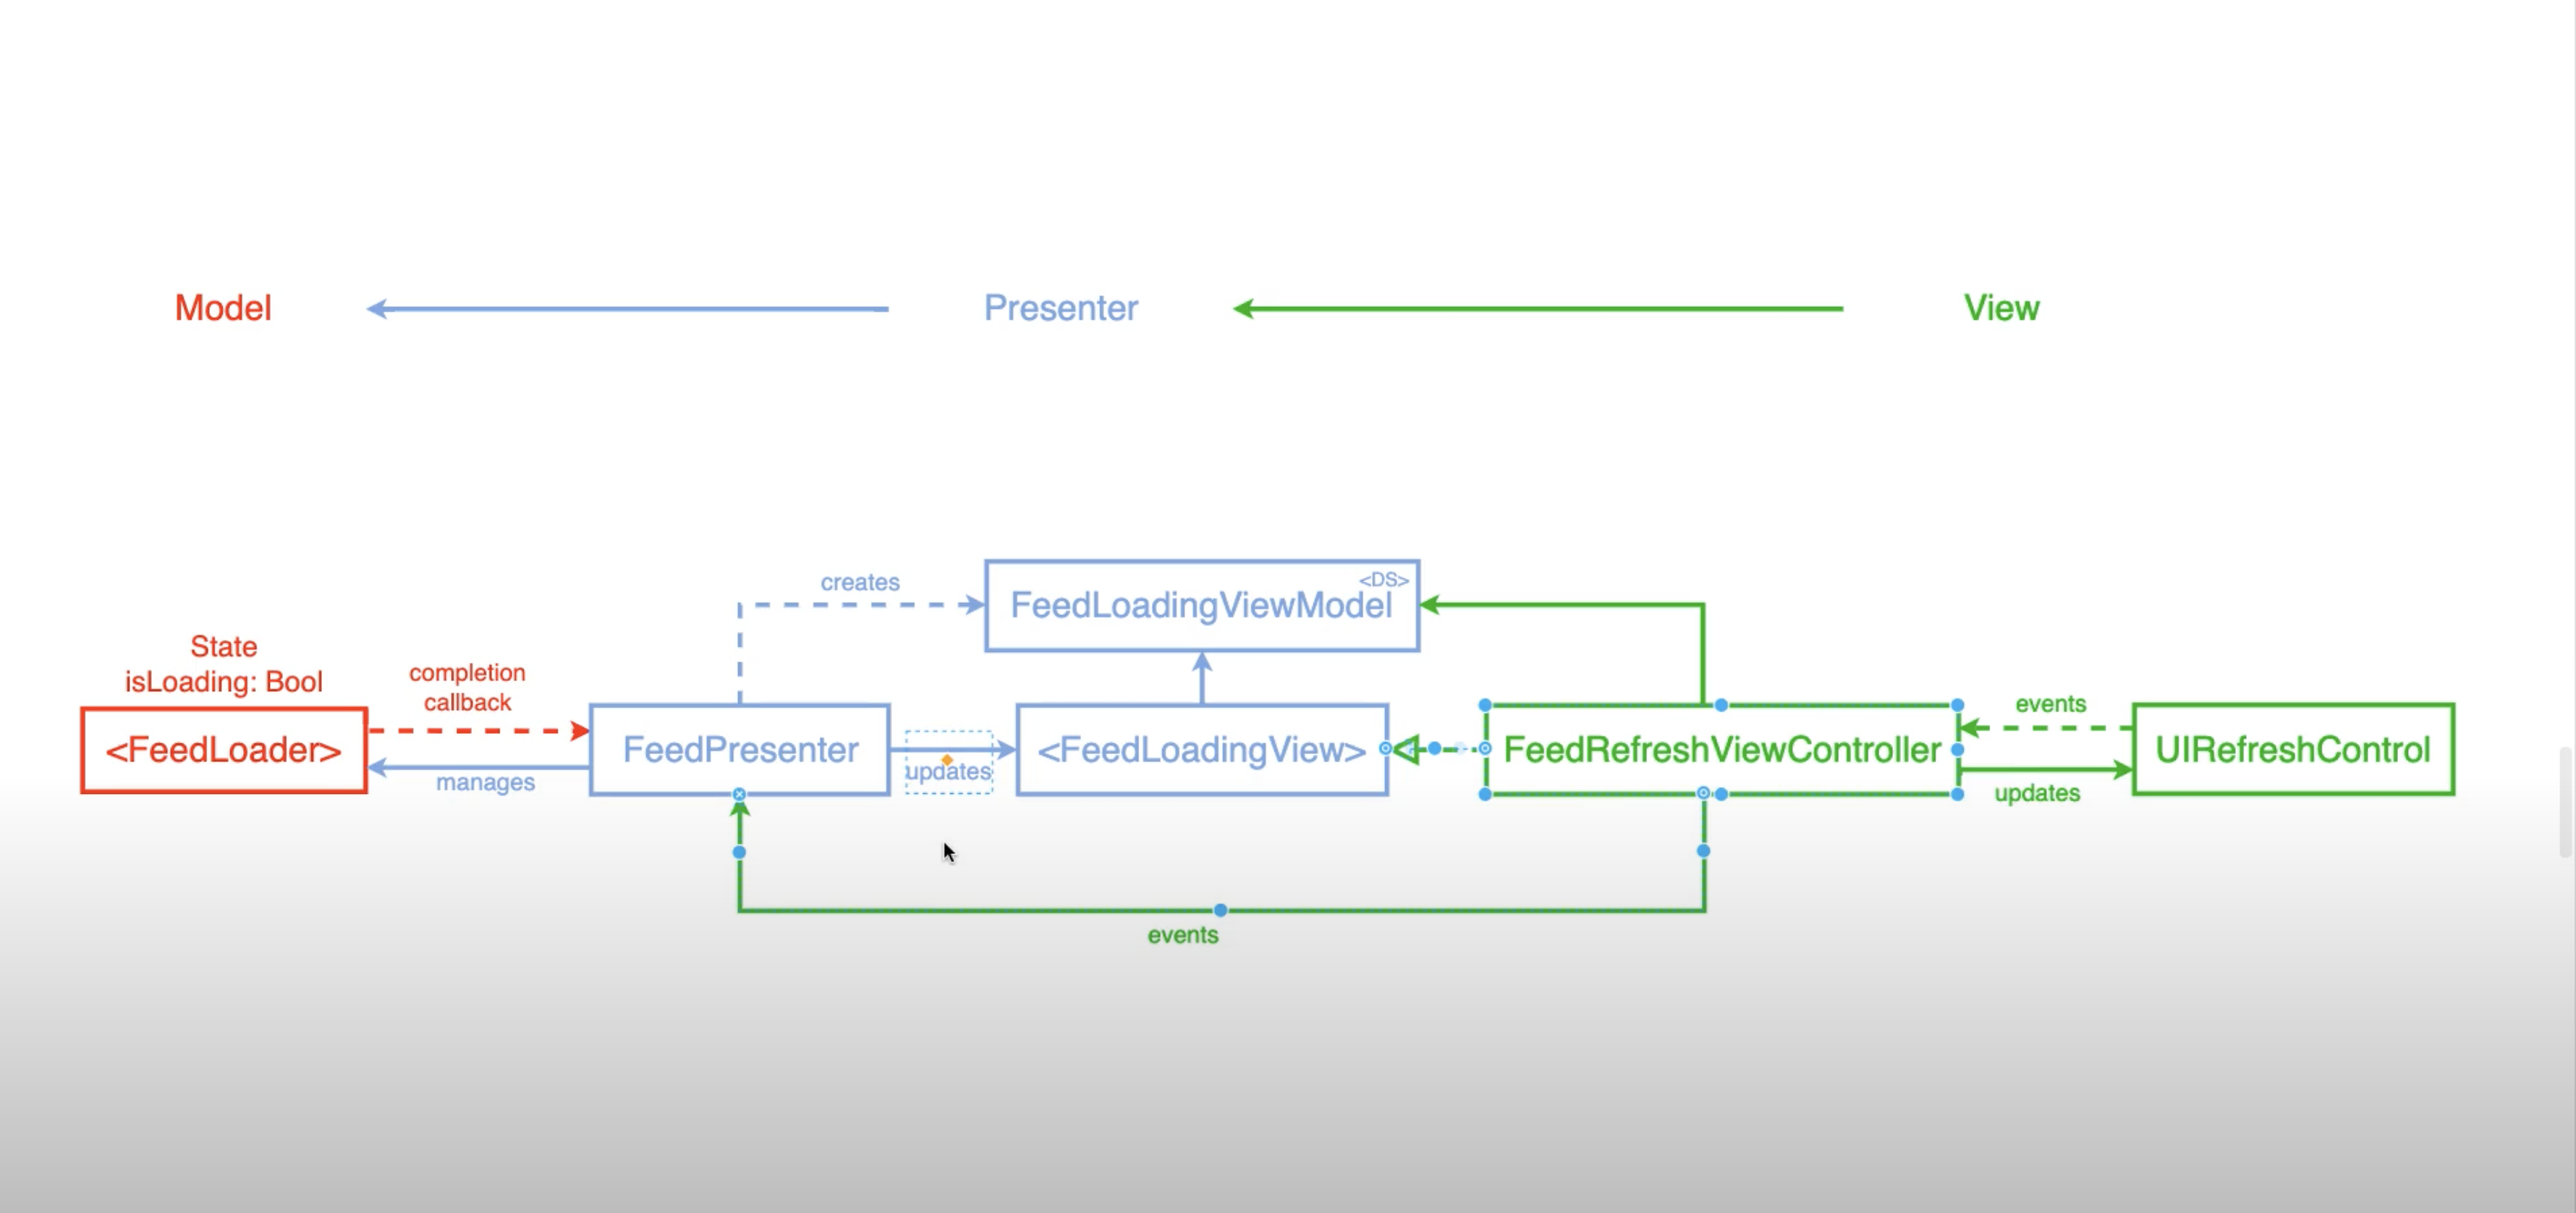 Model
Presenter
View
creates
<DS>
FeedLoadingViewModel
State
isLoading: Bool
completion
callback
<FeedLoader>
manages
FeedPresenter
updates
<FeedLoadingView>
FeedRefreshViewController
events
updates
UIRefreshControl
events